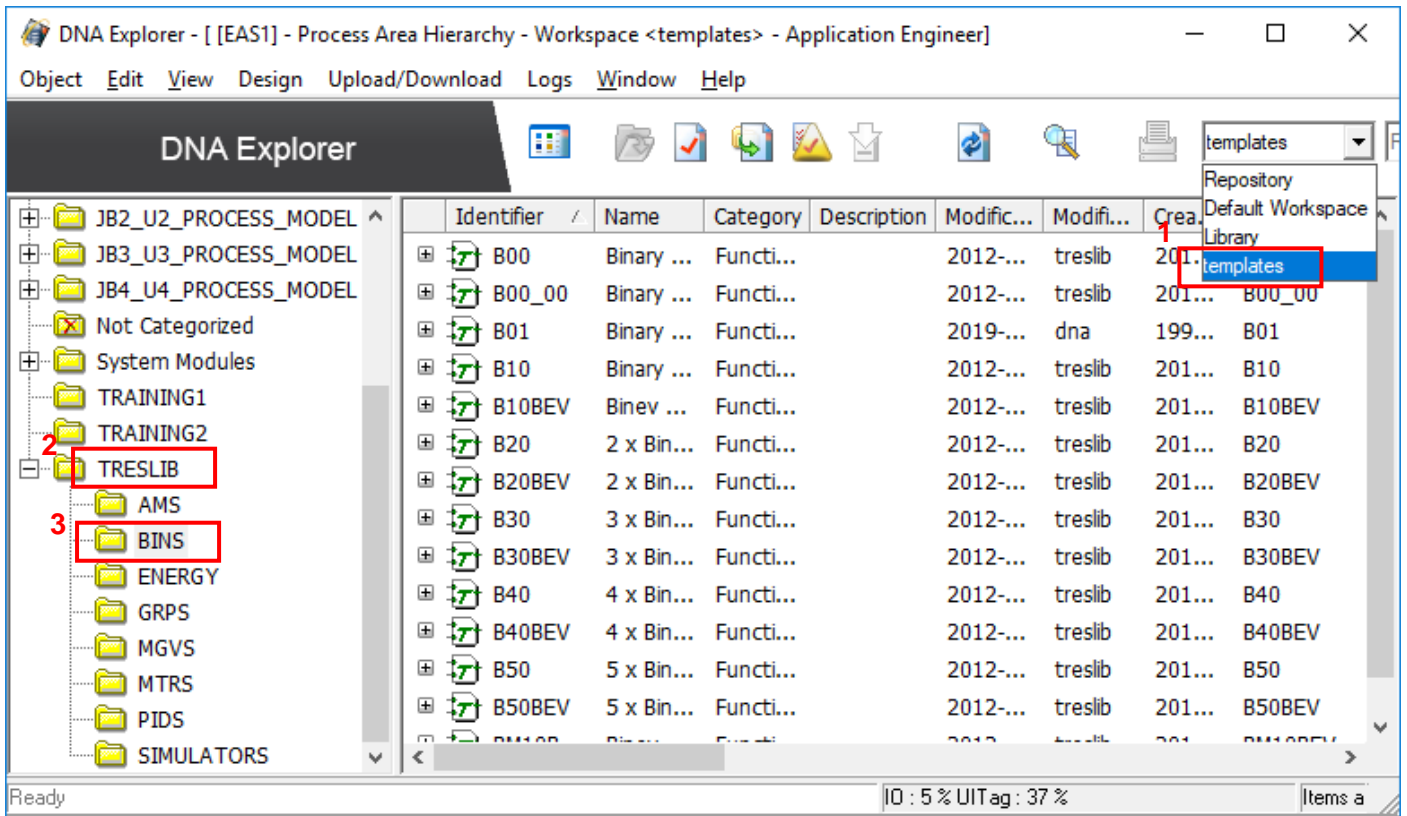 DNA Explorer - [ [EAS1] - Process Area Hierarchy - Workspace <templates> - Application Engineer]
Object Edit View Design Upload/Download Logs Window Help
DNA Explorer
templates
Repository
Default Workspace
Library
templates
1
JB2_U2_PROCESS_MODEL
JB3_U3_PROCESS_MODEL
JB4_U4_PROCESS_MODEL
Not Categorized
System Modules
TRAINING1
TRAINING2
2
TRESLIB
AMS
3
BINS
ENERGY
GRPS
MGVS
MTRS
PIDS
SIMULATORS
Identifier Name Category Description Modific... Modifi... Crea.
B00 Binary ... Functi... 2012-... treslib 201...
B00_00 Binary ... Functi... 2012-... treslib 201... B00_00
B01 Binary ... Functi... 2019-... dna 199... B01
B10 Binary ... Functi... 2012-... treslib 201... B10
B10BEV Binev ... Functi... 2012-... treslib 201... B10BEV
B20 2 x Bin... Functi... 2012-... treslib 201... B20
B20BEV 2 x Bin... Functi... 2012-... treslib 201... B20BEV
B30 3 x Bin... Functi... 2012-... treslib 201... B30
B30BEV 3 x Bin... Functi... 2012-... treslib 201... B30BEV
B40 4 x Bin... Functi... 2012-... treslib 201... B40
B40BEV 4 x Bin... Functi... 2012-... treslib 201... B40BEV
B50 5 x Bin... Functi... 2012-... treslib 201... B50
B50BEV 5 x Bin... Functi... 2012-... treslib 201... B50BEV
Ready IO : 5 % UITag : 37 % Items a